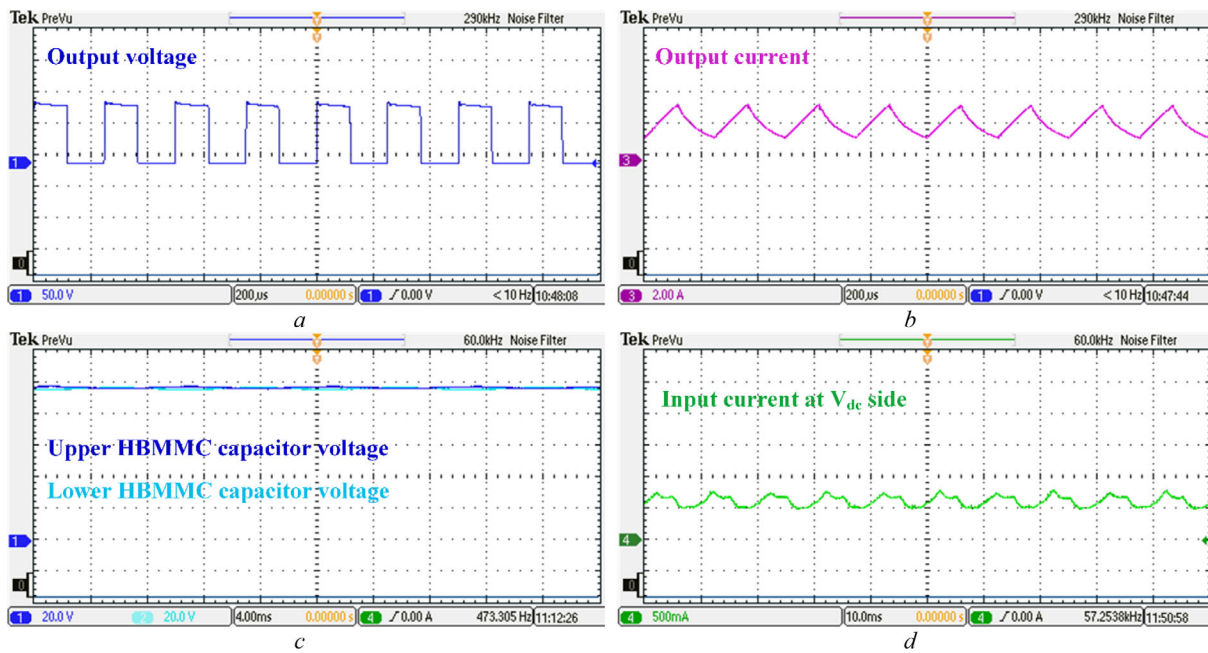 Tek PreVu 290kHz Noise Filter
Output voltage
1
0
1 50.0 V 200µs 0.00000 s 1 0.00 V < 10 Hz 10:48:08
a
Tek PreVu 290kHz Noise Filter
Output current
3
0
3 2.00 A 200µs 0.00000 s 1 0.00 V < 10 Hz 10:47:44
b
Tek PreVu 60.0kHz Noise Filter
Upper HBMMC capacitor voltage
Lower HBMMC capacitor voltage
1
0
1 20.0 V 2 20.0 V 4.00ms 0.00000 s 4 0.00 A 473.305 Hz 11:12:26
c
Tek PreVu 60.0kHz Noise Filter
Input current at Vdc side
4
0
4 500mA 10.0ms 0.00000 s 4 0.00 A 57.2538kHz 11:50:58
d